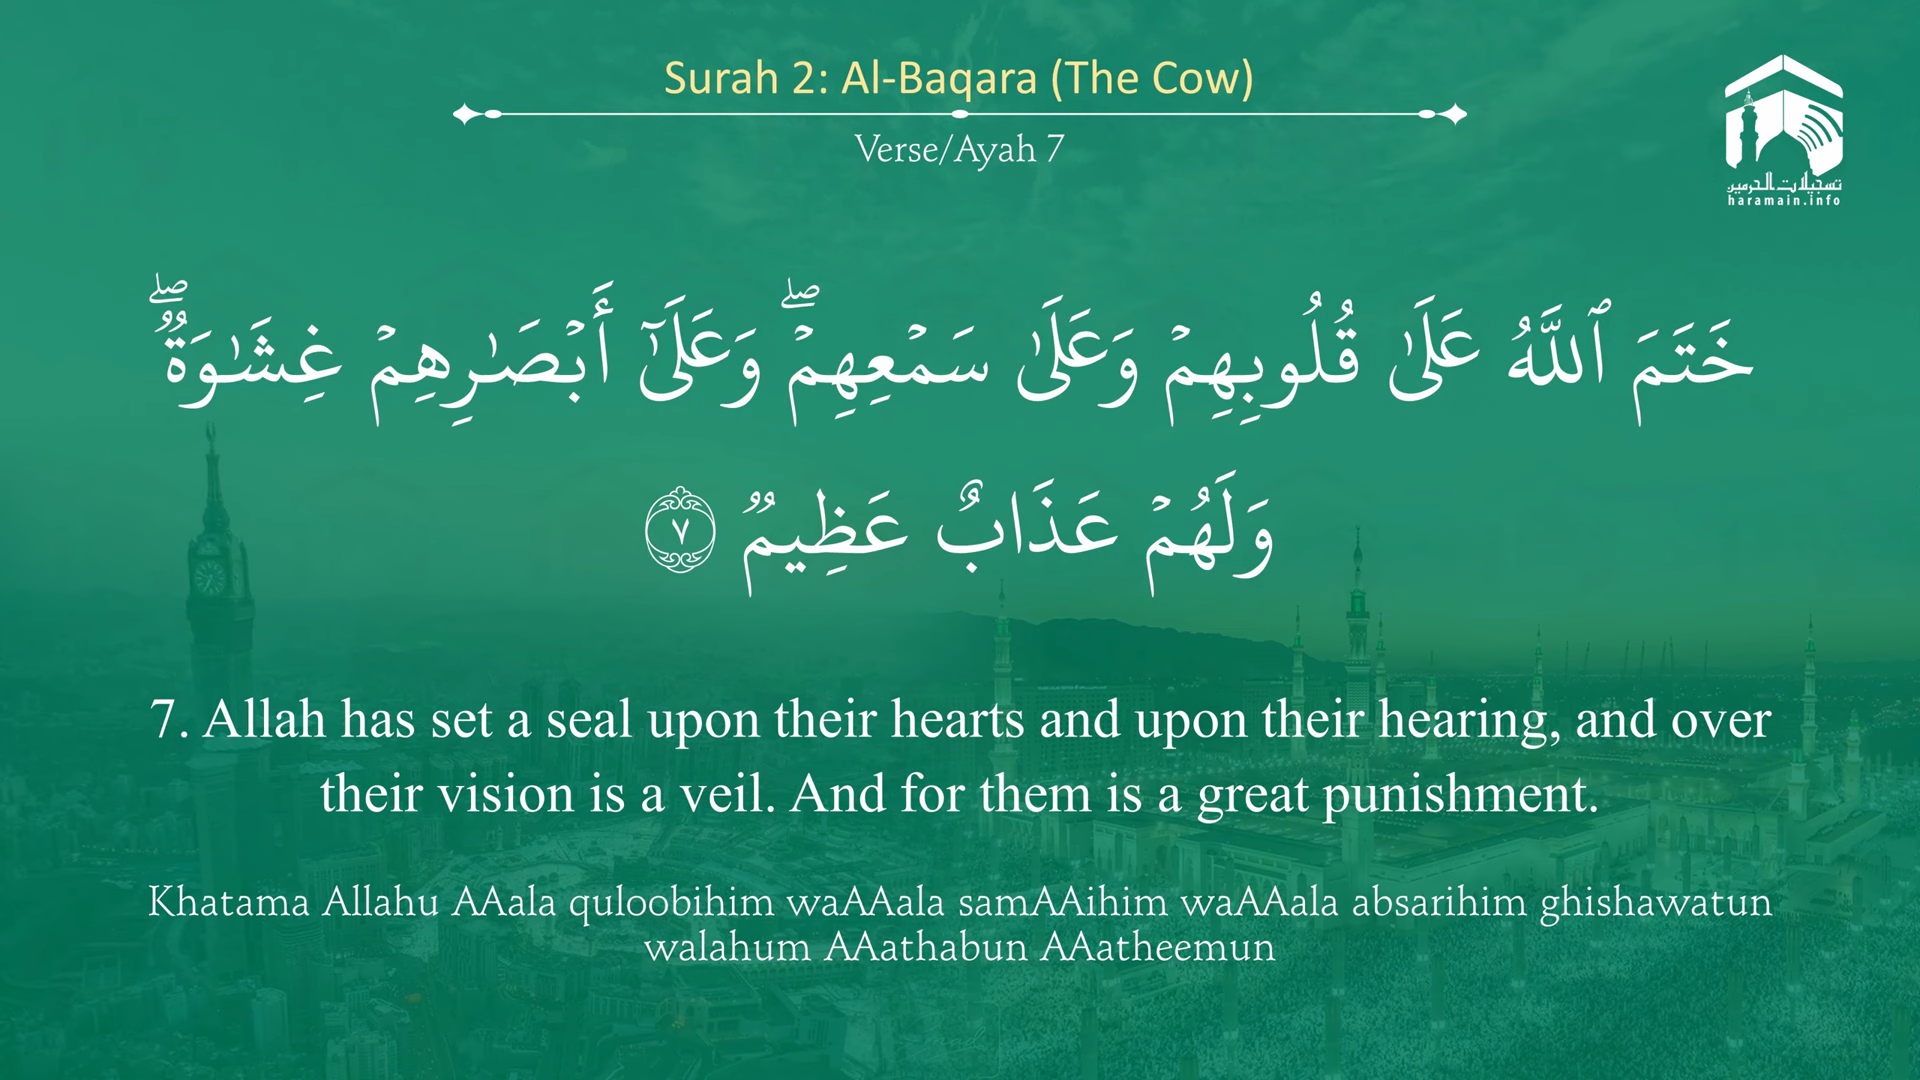 Surah 2: Al-Baqara (The Cow)
Verse/Ayah 7
تسجيلات الحرمين
haramain.info
خَتَمَ ٱللَّهُ عَلَىٰ قُلُوبِهِمۡ وَعَلَىٰ سَمۡعِهِمۡۖ وَعَلَىٰٓ أَبۡصَٰرِهِمۡ غِشَٰوَةٞۖ
وَلَهُمۡ عَذَابٌ عَظِيمٞ ٧
7. Allah has set a seal upon their hearts and upon their hearing, and over
their vision is a veil. And for them is a great punishment.
Khatama Allahu AAala quloobihim waAAala samAAihim waAAala absarihim ghishawatun
walahum AAathabun AAatheemun